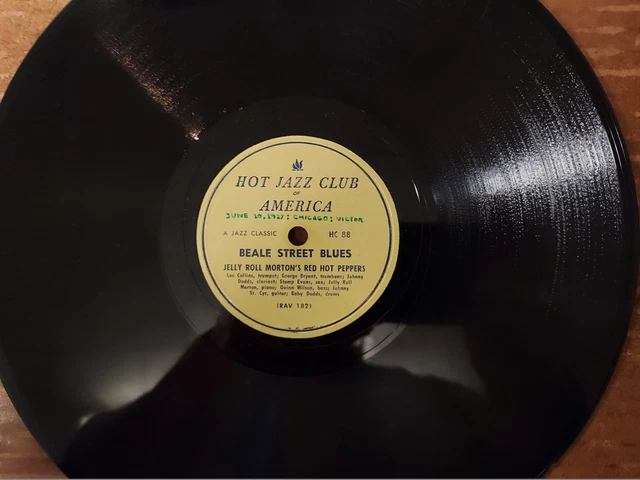 HOT JAZZ CLUB
OF
AMERICA
JUNE 10, 1927; CHICAGO; VICTOR
A JAZZ CLASSIC HC 88
BEALE STREET BLUES
JELLY ROLL MORTON'S RED HOT PEPPERS
Lee Collins, trumpet; George Bryant, trombone; Johnny
Dodds, clarinet; Stump Evans, sax; Jelly Roll
Morton, piano; Quinn Wilson, bass; Johnny
St. Cyr, guitar; Baby Dodds, drums
(BAV 182)